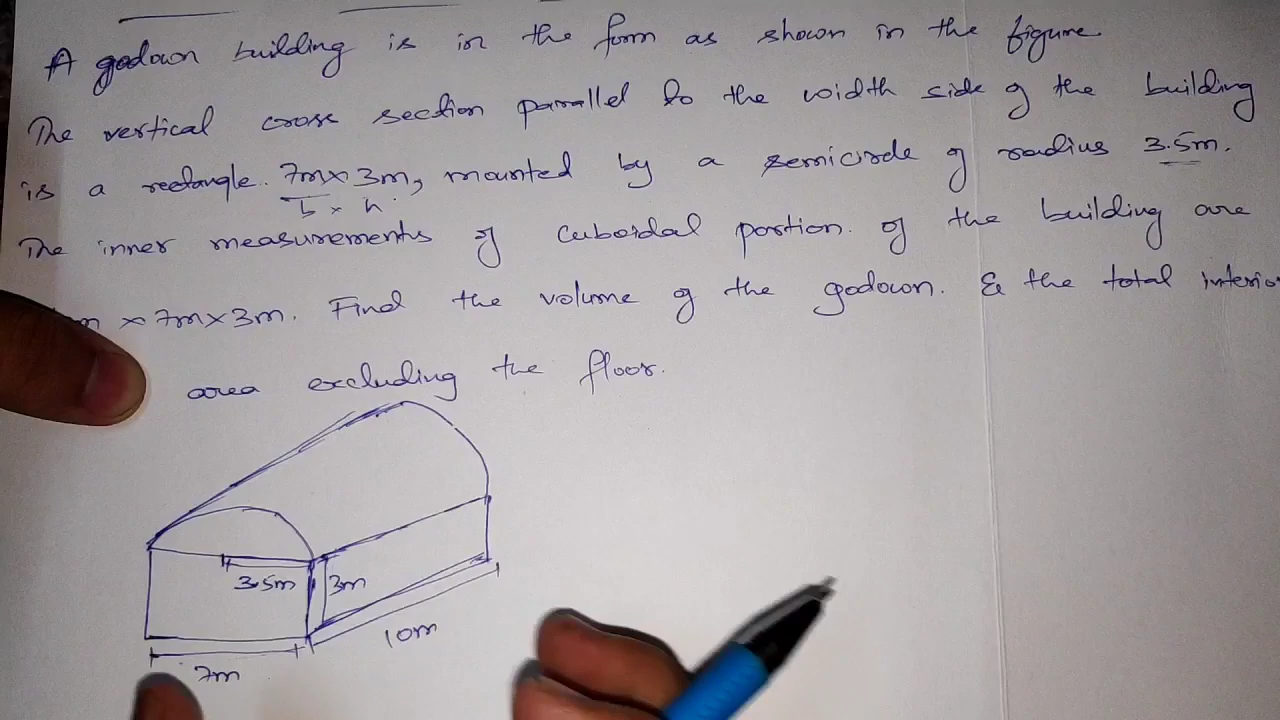 A godown building is in the form as shown in the figure.
The vertical cross section parallel to the width side of the building
is a rectangle. 7m×3m, mounted by a semicircle of radius 3.5m.
b × h.
The inner measurements of cuboidal portion. of the building are
m × 7m×3m. Find the volume of the godown. & the total interio
area excluding the floor.
3.5m
3m
10m
7m